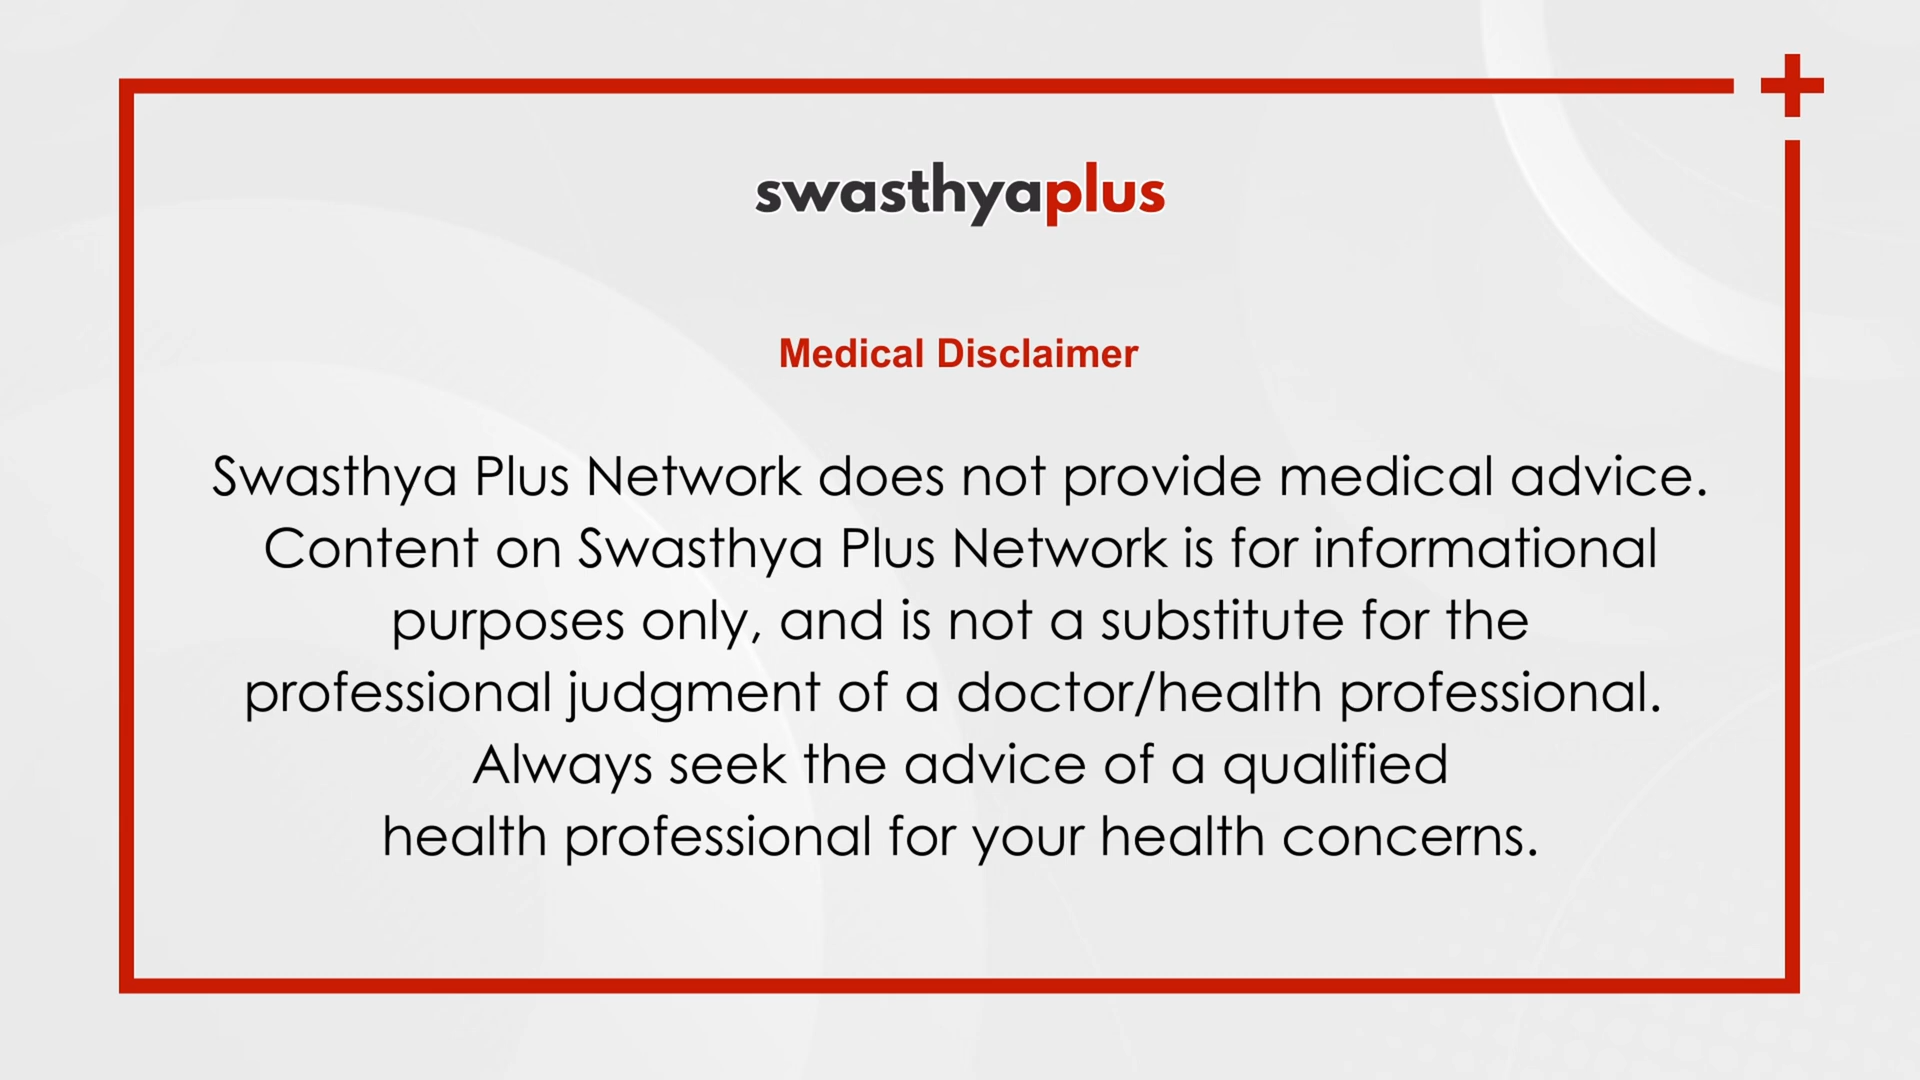 swasthyaplus
Medical Disclaimer
Swasthya Plus Network does not provide medical advice.
Content on Swasthya Plus Network is for informational
purposes only, and is not a substitute for the
professional judgment of a doctor/health professional.
Always seek the advice of a qualified
health professional for your health concerns.